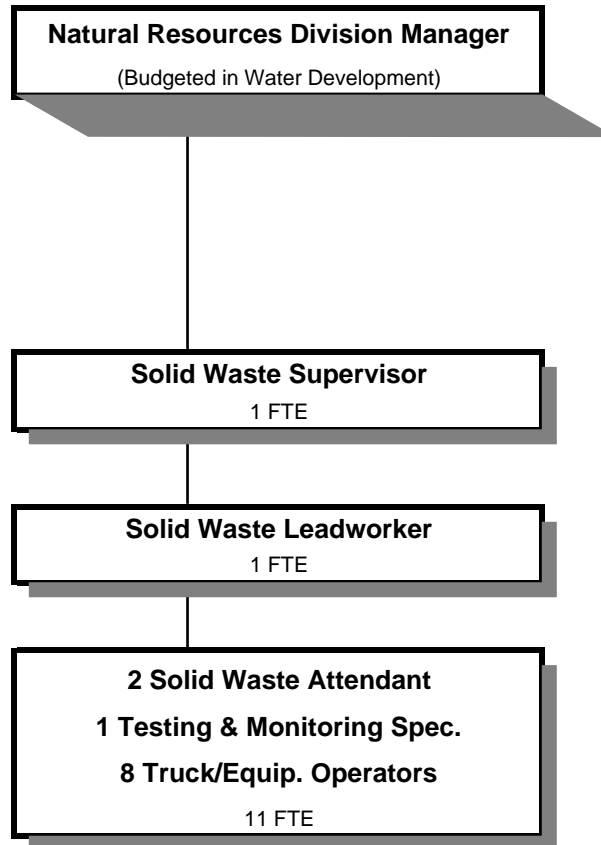 Natural Resources Division Manager
(Budgeted in Water Development)
Solid Waste Supervisor
1 FTE
Solid Waste Leadworker
1 FTE
2 Solid Waste Attendant
1 Testing & Monitoring Spec.
8 Truck/Equip. Operators
11 FTE